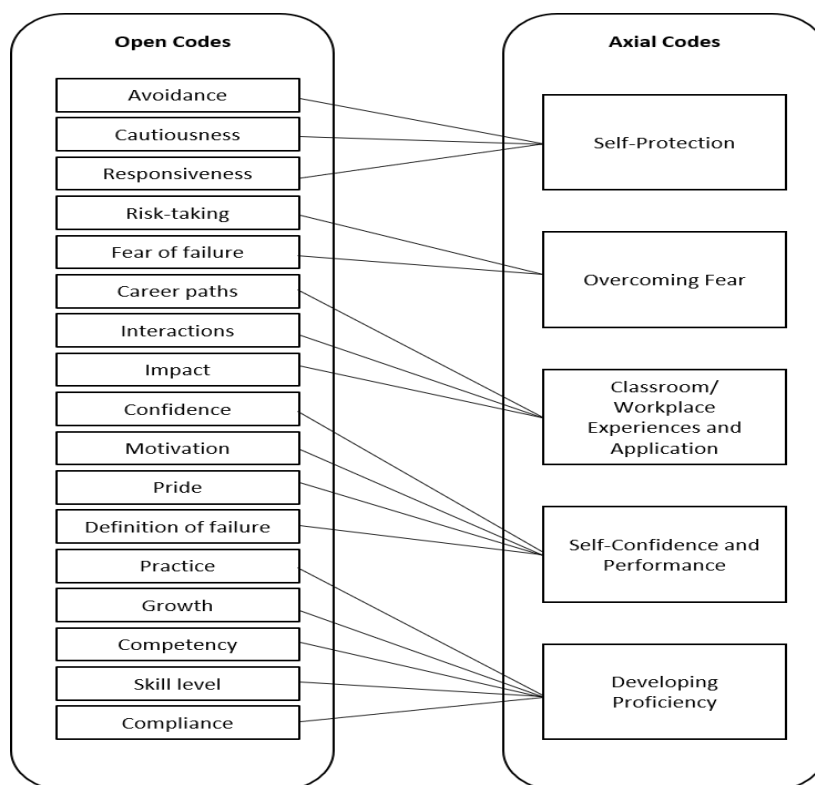 Open Codes
Avoidance
Cautiousness
Responsiveness
Risk-taking
Fear of failure
Career paths
Interactions
Impact
Confidence
Motivation
Pride
Definition of failure
Practice
Growth
Competency
Skill level
Compliance
Axial Codes
Self-Protection
Overcoming Fear
Classroom/
Workplace
Experiences and
Application
Self-Confidence and
Performance
Developing
Proficiency